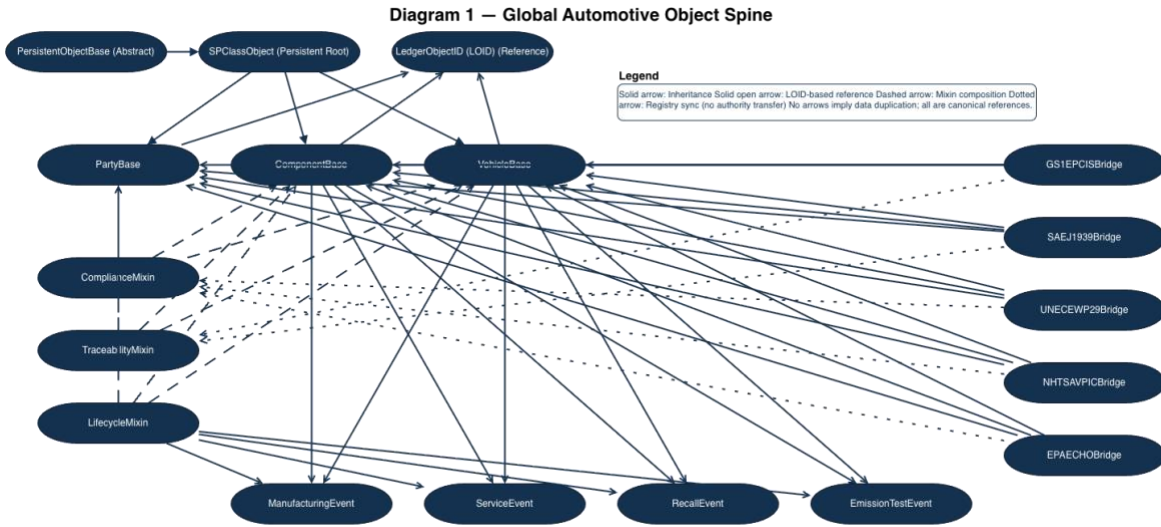 Diagram 1 — Global Automotive Object Spine
PersistentObjectBase (Abstract)
SPClassObject (Persistent Root)
LedgerObjectID (LOID) (Reference)
Legend
Solid arrow: Inheritance Solid open arrow: LOID-based reference Dashed arrow: Mixin composition Dotted
arrow: Registry sync (no authority transfer) No arrows imply data duplication; all are canonical references.
PartyBase
ComponentBase
VehicleBase
GS1EPCISBridge
SAEJ1939Bridge
ComplianceMixin
UNECEWP29Bridge
TraceabilityMixin
NHTSAVPICBridge
LifecycleMixin
EPAECHOBridge
ManufacturingEvent
ServiceEvent
RecallEvent
EmissionTestEvent